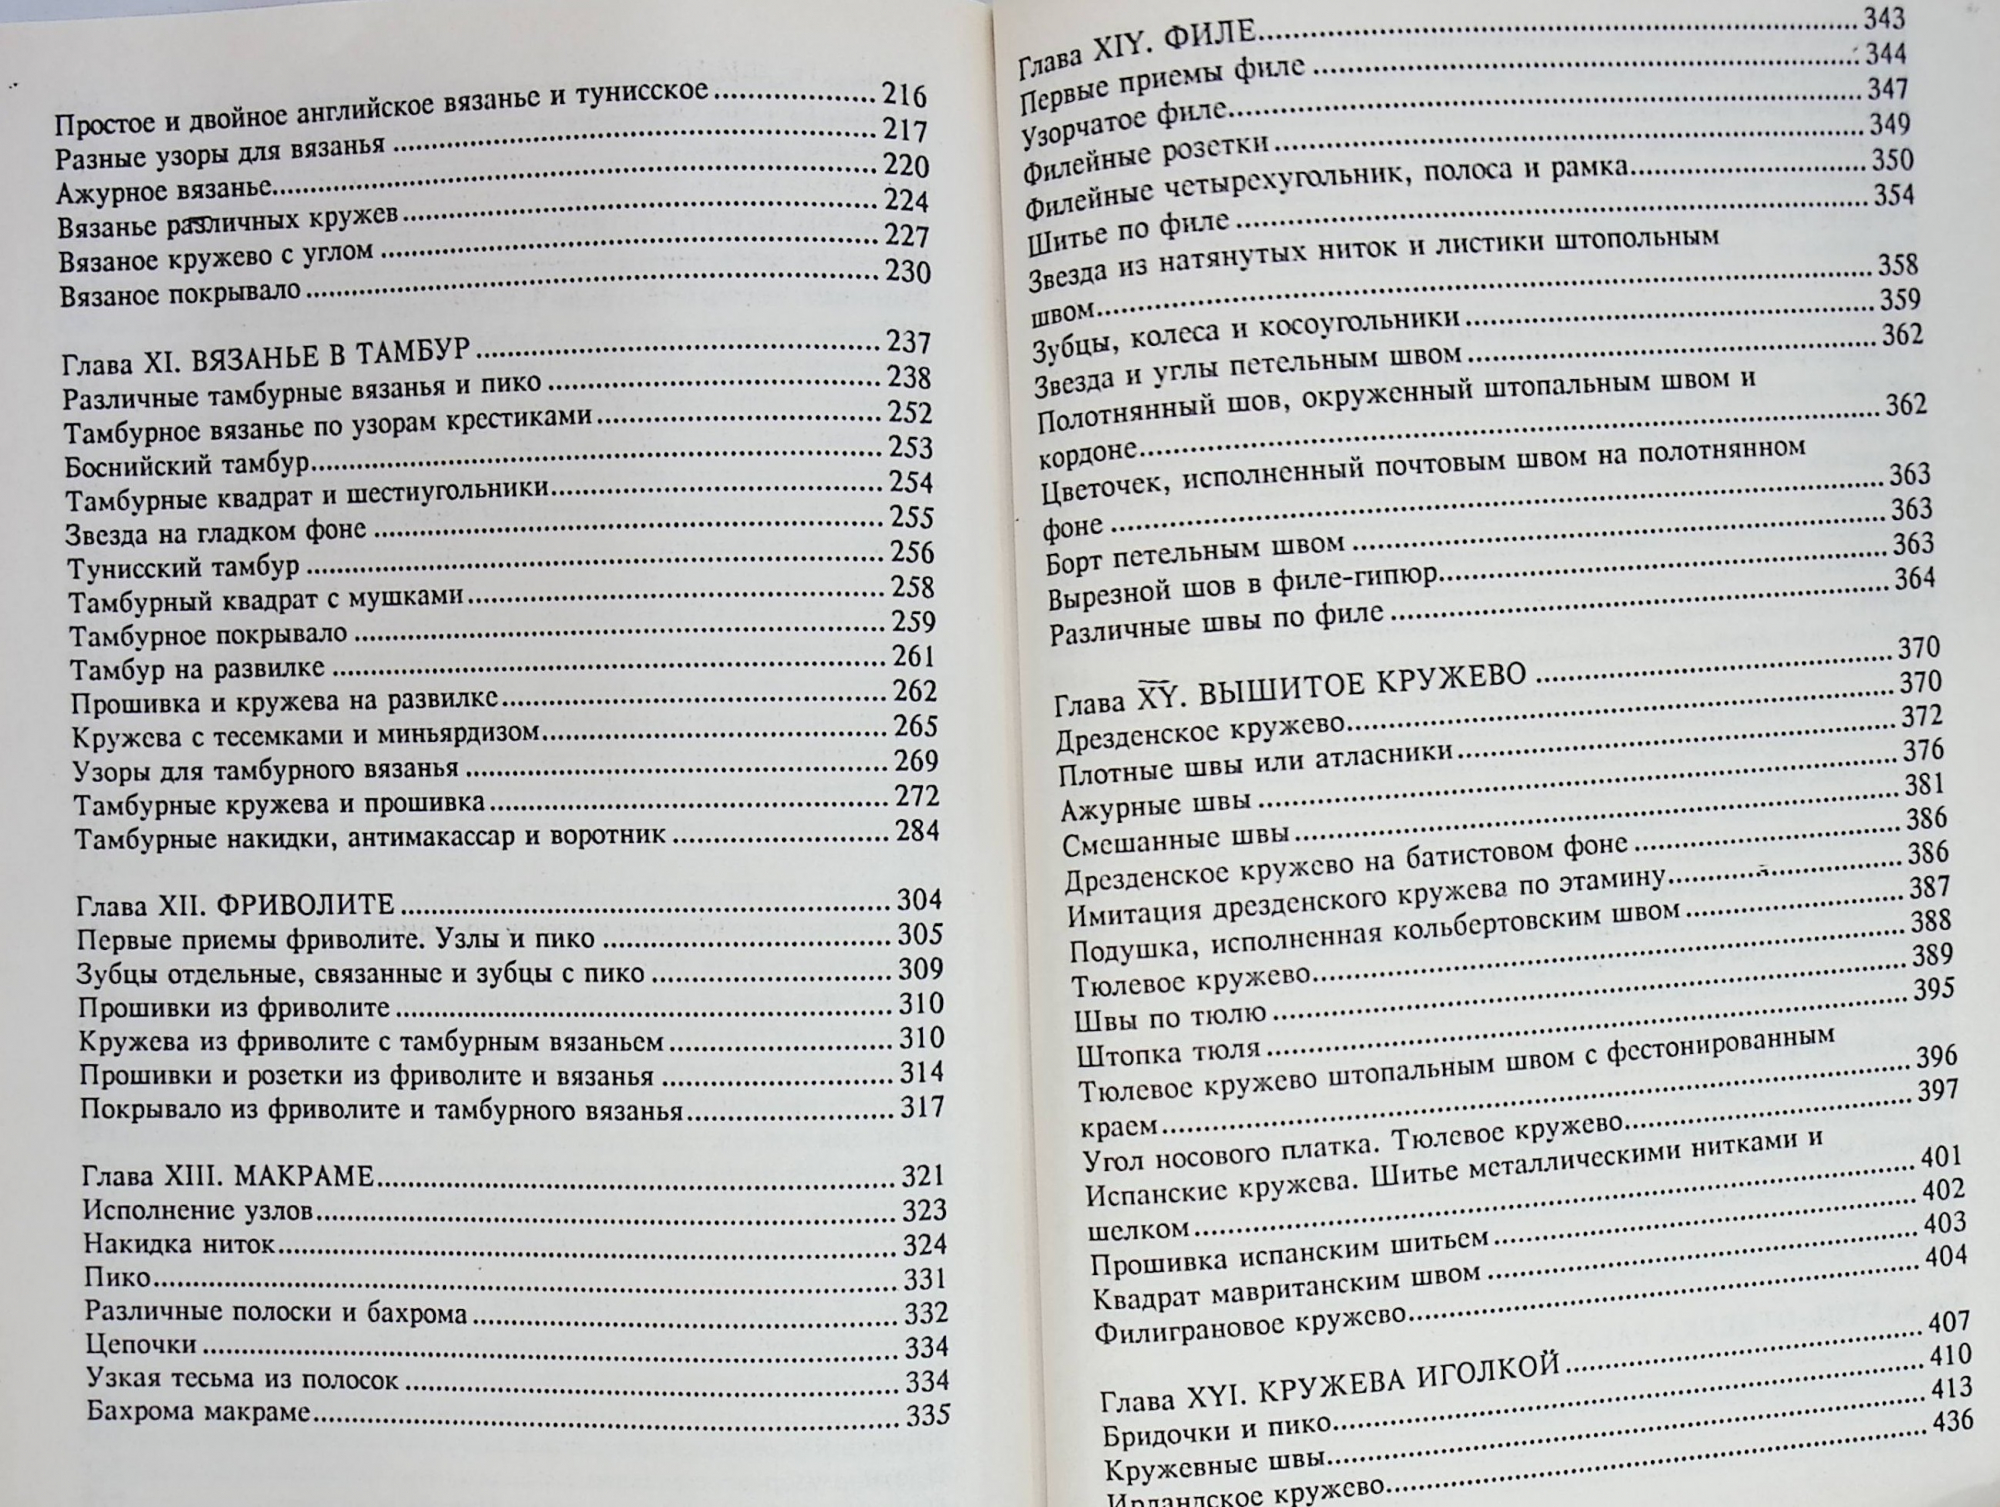 Простое и двойное английское вязанье и тунисское.....216
Разные узоры для вязанья.....217
Ажурное вязанье.....220
Вязанье различных кружев.....224
Вязаное кружево с углом.....227
Вязаное покрывало.....230
Глава XI. ВЯЗАНЬЕ В ТАМБУР.....237
Различные тамбурные вязанья и пико.....238
Тамбурное вязанье по узорам крестиками.....252
Боснийский тамбур.....253
Тамбурные квадрат и шестиугольники.....254
Звезда на гладком фоне.....255
Тунисский тамбур.....256
Тамбурный квадрат с мушками.....258
Тамбурное покрывало.....259
Тамбур на развилке.....261
Прошивка и кружева на развилке.....262
Кружева с тесемками и миньярдизом.....265
Узоры для тамбурного вязанья.....269
Тамбурные кружева и прошивка.....272
Тамбурные накидки, антимакассар и воротник.....284
Глава XII. ФРИВОЛИТЕ.....304
Первые приемы фриволите. Узлы и пико.....305
Зубцы отдельные, связанные и зубцы с пико.....309
Прошивки из фриволите.....310
Кружева из фриволите с тамбурным вязаньем.....310
Прошивки и розетки из фриволите и вязанья.....314
Покрывало из фриволите и тамбурного вязанья.....317
Глава XIII. МАКРАМЕ.....321
Исполнение узлов.....323
Накидка ниток.....324
Пико.....331
Различные полоски и бахрома.....332
Цепочки.....334
Узкая тесьма из полосок.....334
Бахрома макраме.....335
Глава XIY. ФИЛЕ.....343
Первые приемы филе.....344
Узорчатое филе.....347
Филейные розетки.....349
Филейные четырехугольник, полоса и рамка.....350
Шитье по филе.....354
Звезда из натянутых ниток и листики штопольным
швом.....358
Зубцы, колеса и косоугольники.....359
Звезда и углы петельным швом.....362
Полотнянный шов, окруженный штопальным швом и
кордоне.....362
Цветочек, исполненный почтовым швом на полотнянном
фоне.....363
Борт петельным швом.....363
Вырезной шов в филе-гипюр.....363
Различные швы по филе.....364
Глава XY. ВЫШИТОЕ КРУЖЕВО.....370
Дрезденское кружево.....370
Плотные швы или атласники.....372
Ажурные швы.....376
Смешанные швы.....381
Дрезденское кружево на батистовом фоне.....386
Имитация дрезденского кружева по этамину.....386
Подушка, исполненная кольбертовским швом.....387
Тюлевое кружево.....388
Швы по тюлю.....389
Штопка тюля.....395
Тюлевое кружево штопальным швом с фестонированным
краем.....396
Угол носового платка. Тюлевое кружево.....397
Испанские кружева. Шитье металлическими нитками и
шелком.....401
Прошивка испанским шитьем.....402
Квадрат мавританским швом.....403
Филиграновое кружево.....404
Глава XYI. КРУЖЕВА ИГОЛКОЙ.....407
Бридочки и пико.....410
Кружевные швы.....413
Ирландское кружево.....436